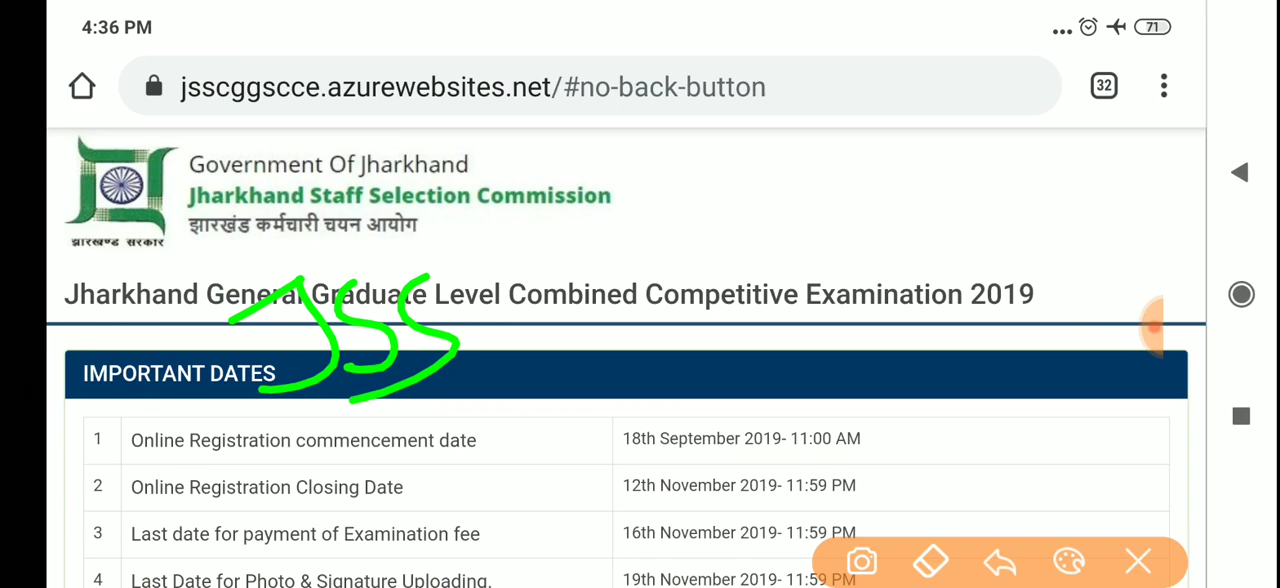 4:36 PM
71
jsscggscce.azurewebsites.net/#no-back-button
32
Government Of Jharkhand
Jharkhand Staff Selection Commission
झारखंड कर्मचारी चयन आयोग
झारखण्ड सरकार
Jharkhand General Graduate Level Combined Competitive Examination 2019
JSS
IMPORTANT DATES
1 Online Registration commencement date 18th September 2019- 11:00 AM
2 Online Registration Closing Date 12th November 2019- 11:59 PM
3 Last date for payment of Examination fee 16th November 2019- 11:59 PM
4 Last Date for Photo & Signature Uploading. 19th November 2019- 11:59 PM